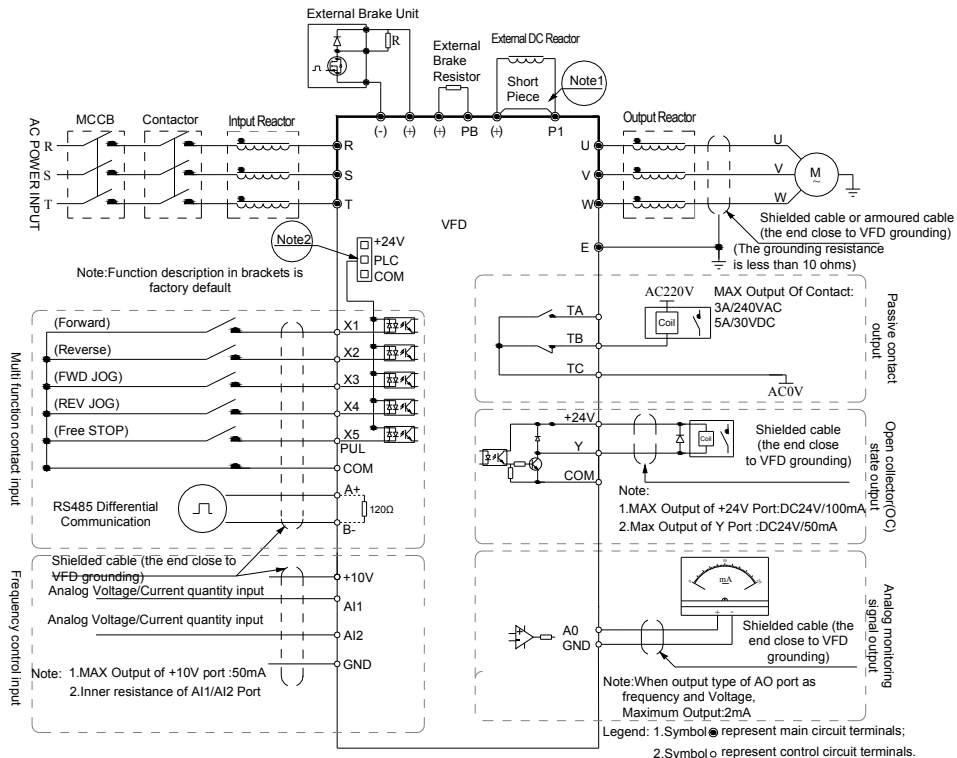 External Brake Unit
R
External
Brake
Resistor
External DC Reactor
Short
Piece
Note1
(-) (+) (+) PB (+) P1
AC POWER INPUT
MCCB Contactor Intput Reactor
R
S
T
R
S
T
VFD
Output Reactor
U
V
W
E
U
V
W
M
~
Shielded cable or armoured cable
(the end close to VFD grounding)
(The grounding resistance
is less than 10 ohms)
Note2
+24V
PLC
COM
Note:Function description in brackets is
factory default
Multi function contact input
(Forward) X1
(Reverse) X2
(FWD JOG) X3
(REV JOG) X4
(Free STOP) X5
PUL
COM
RS485 Differential
Communication
A+
120Ω
B-
Shielded cable (the end close to
VFD grounding)
Frequency control input
+10V
Analog Voltage/Current quantity input
AI1
Analog Voltage/Current quantity input
AI2
GND
Note: 1.MAX Output of +10V port :50mA
2.Inner resistance of AI1/AI2 Port
Passive contact
output
TA
TB
TC
AC220V
Coil
MAX Output Of Contact:
3A/240VAC
5A/30VDC
AC0V
Open collector(OC)
state output
+24V
Y
COM
Coil
Shielded cable
(the end close
to VFD grounding)
Note:
1.MAX Output of +24V Port:DC24V/100mA
2.Max Output of Y Port :DC24V/50mA
Analog monitoring
signal output
mA
+ -
A0
GND
Shielded cable (the
end close to VFD
grounding)
Note:When output type of AO port as
frequency and Voltage,
Maximum Output:2mA
Legend: 1.Symbol represent main circuit terminals;
2.Symbol represent control circuit terminals.